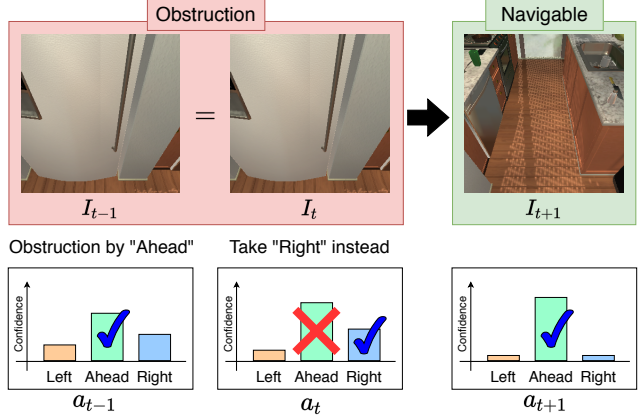 Obstruction
Navigable
=
I_{t-1}
I_t
I_{t+1}
Obstruction by "Ahead"
Take "Right" instead
Confidence
Left Ahead Right
a_{t-1}
Confidence
Left Ahead Right
a_t
Confidence
Left Ahead Right
a_{t+1}